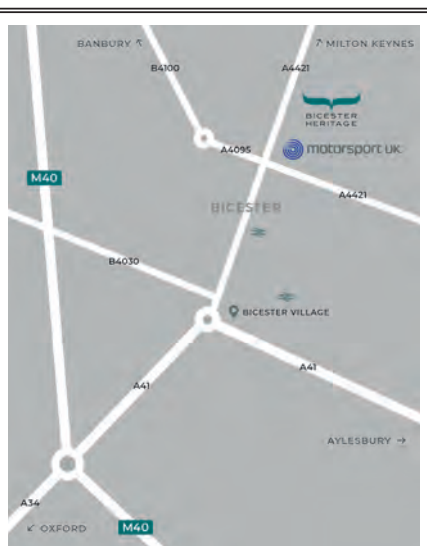 BANBURY ↖
↗ MILTON KEYNES
B4100
A4421
BICESTER
HERITAGE
A4095
motorsport UK
M40
A4421
BICESTER
B4030
BICESTER VILLAGE
A41
A41
AYLESBURY →
A34
↙ OXFORD
M40